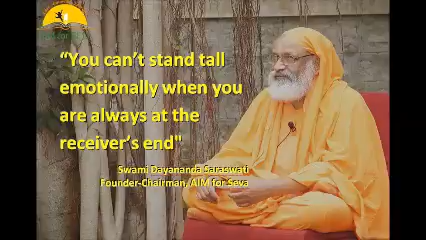 “You can’t stand tall
emotionally when you
are always at the
receiver’s end"
Swami Dayananda Saraswati
Founder-Chairman, AIM for Seva